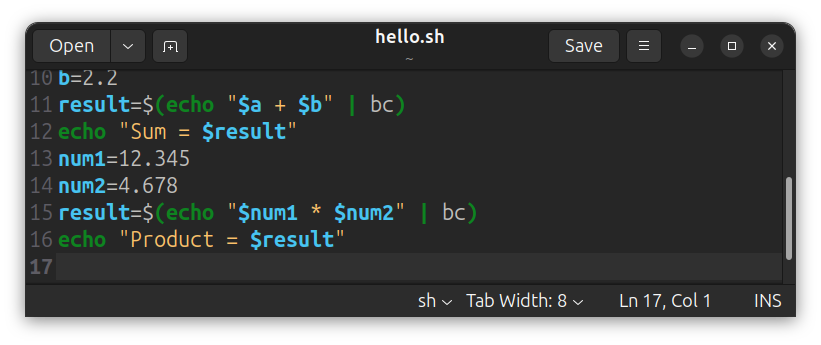 Open
hello.sh
~
Save
10 b=2.2
11 result=$(echo "$a + $b" | bc)
12 echo "Sum = $result"
13 num1=12.345
14 num2=4.678
15 result=$(echo "$num1 * $num2" | bc)
16 echo "Product = $result"
17
sh Tab Width: 8 Ln 17, Col 1 INS